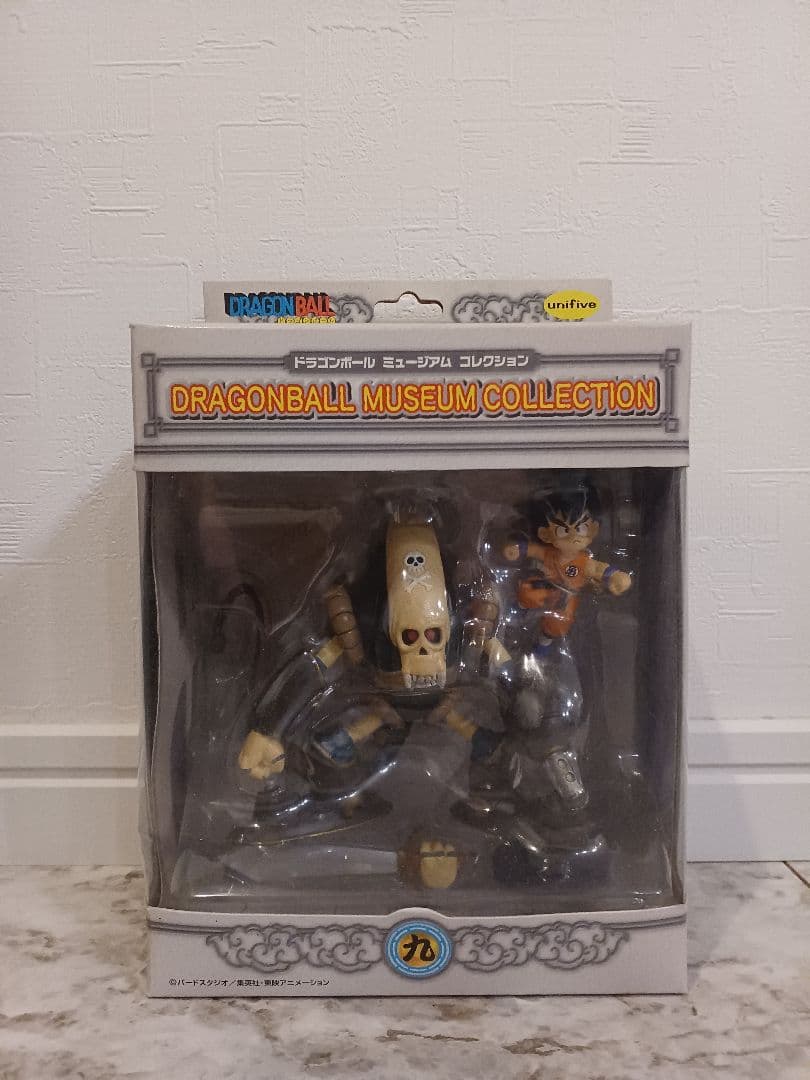 DRAGONBALL
unifive
ドラゴンボール ミュージアム コレクション
DRAGONBALL MUSEUM COLLECTION
九
©バードスタジオ／集英社・東映アニメーション